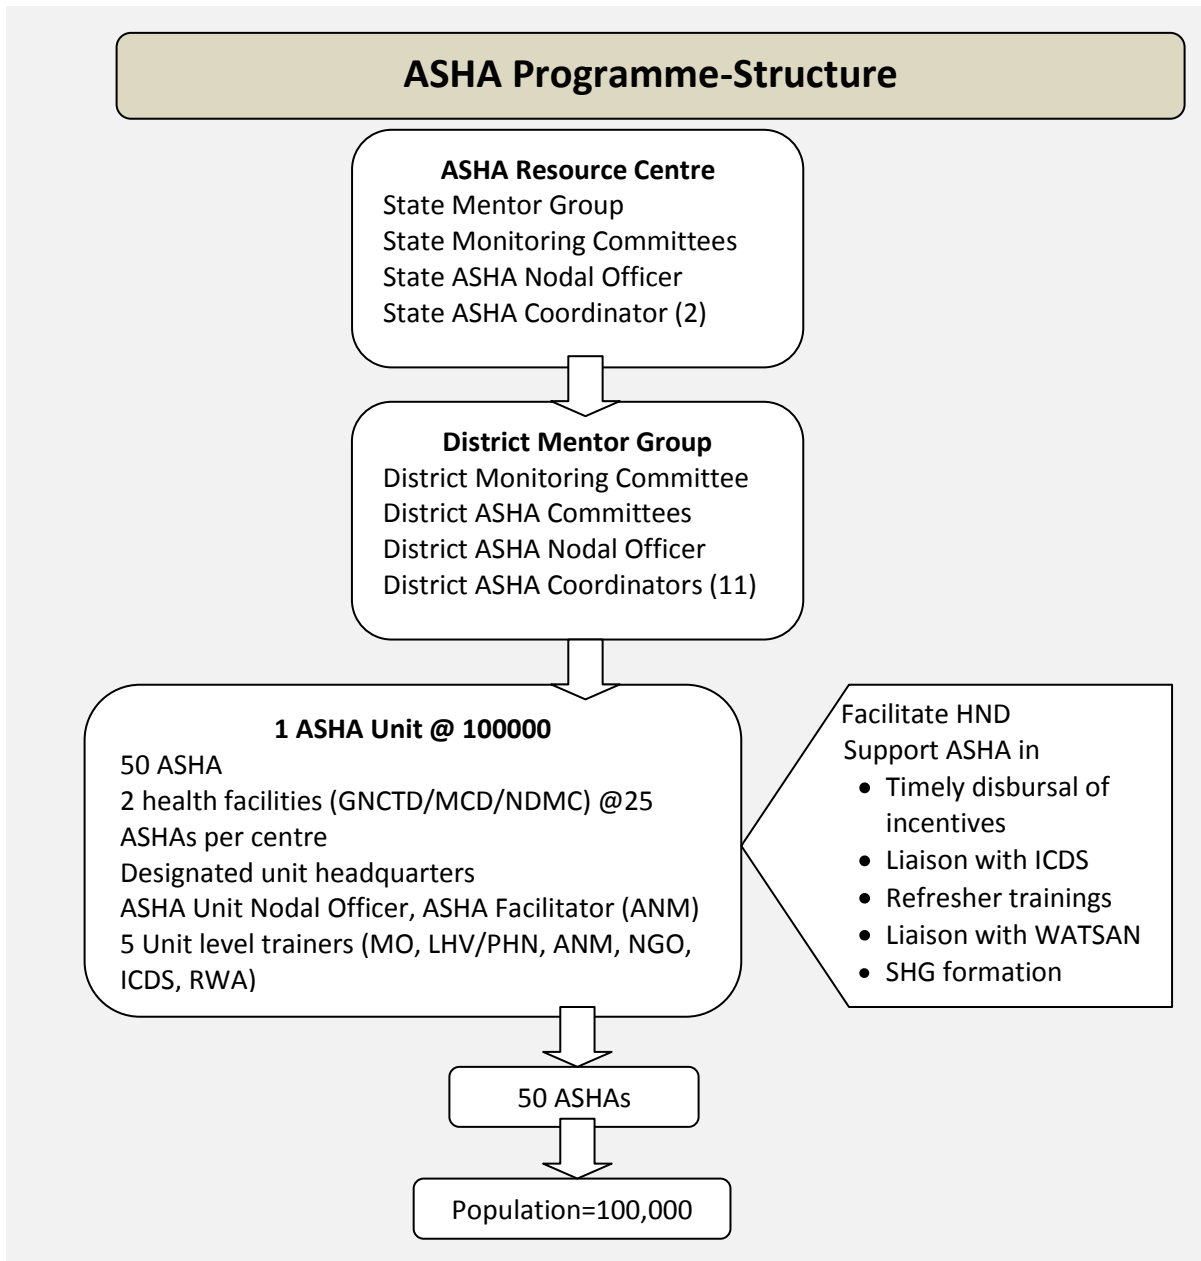 ASHA Programme-Structure
ASHA Resource Centre
State Mentor Group
State Monitoring Committees
State ASHA Nodal Officer
State ASHA Coordinator (2)
District Mentor Group
District Monitoring Committee
District ASHA Committees
District ASHA Nodal Officer
District ASHA Coordinators (11)
1 ASHA Unit @ 100000
50 ASHA
2 health facilities (GNCTD/MCD/NDMC) @25
ASHAs per centre
Designated unit headquarters
ASHA Unit Nodal Officer, ASHA Facilitator (ANM)
5 Unit level trainers (MO, LHV/PHN, ANM, NGO,
ICDS, RWA)
Facilitate HND
Support ASHA in
• Timely disbursal of
incentives
• Liaison with ICDS
• Refresher trainings
• Liaison with WATSAN
• SHG formation
50 ASHAs
Population=100,000